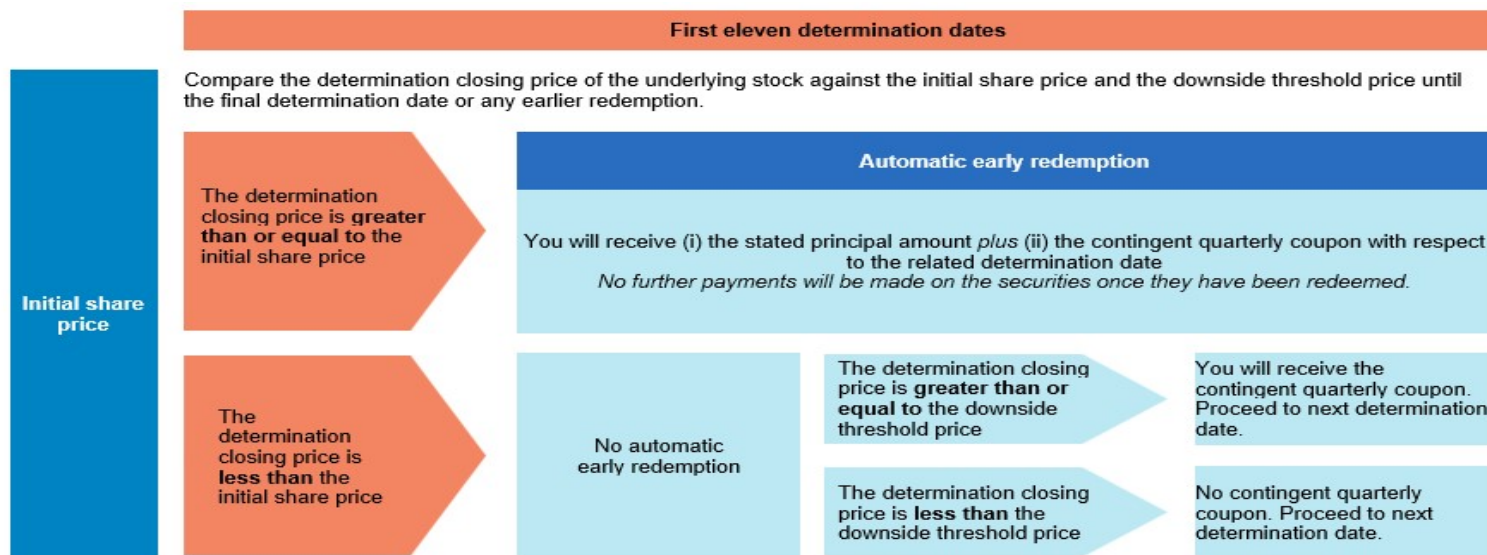 First eleven determination dates
Compare the determination closing price of the underlying stock against the initial share price and the downside threshold price until
the final determination date or any earlier redemption.
Initial share
price
The determination
closing price is greater
than or equal to the
initial share price
Automatic early redemption
You will receive (i) the stated principal amount plus (ii) the contingent quarterly coupon with respect
to the related determination date
No further payments will be made on the securities once they have been redeemed.
The
determination
closing price is
less than the
initial share price
No automatic
early redemption
The determination closing
price is greater than or
equal to the downside
threshold price
You will receive the
contingent quarterly coupon.
Proceed to next determination
date.
The determination closing
price is less than the
downside threshold price
No contingent quarterly
coupon. Proceed to next
determination date.